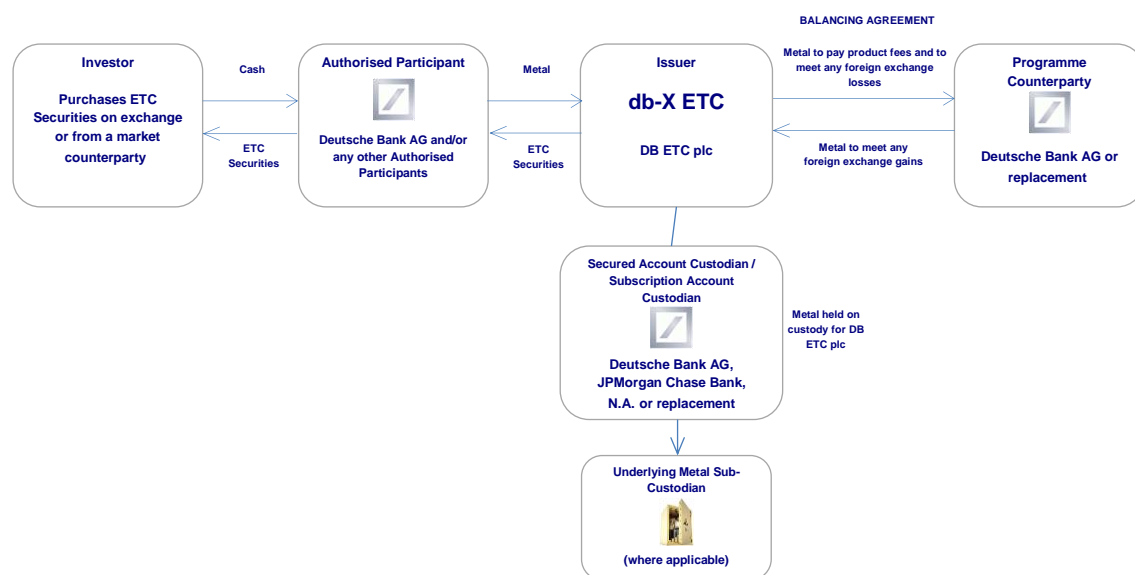 BALANCING AGREEMENT
Investor
Purchases ETC
Securities on exchange
or from a market
counterparty
Cash
ETC
Securities
Authorised Participant
Deutsche Bank AG and/or
any other Authorised
Participants
Metal
ETC
Securities
Issuer
db-X ETC
DB ETC plc
Metal to pay product fees and to
meet any foreign exchange
losses
Metal to meet any
foreign exchange gains
Programme
Counterparty
Deutsche Bank AG or
replacement
Secured Account Custodian /
Subscription Account
Custodian
Deutsche Bank AG,
JPMorgan Chase Bank,
N.A. or replacement
Metal held on
custody for DB
ETC plc
Underlying Metal Sub-
Custodian
(where applicable)